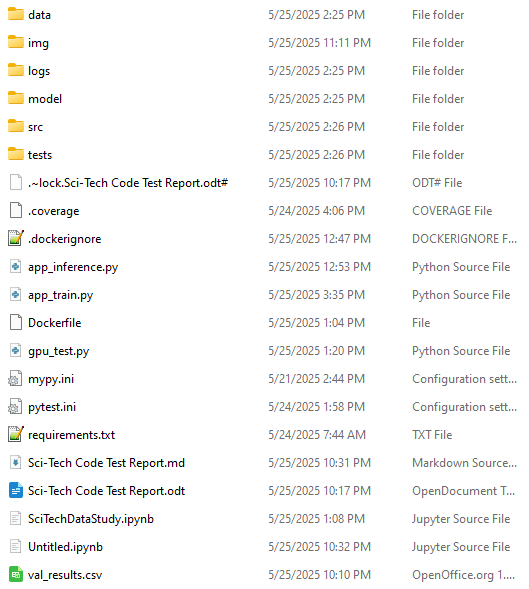 data 5/25/2025 2:25 PM File folder
img 5/25/2025 11:11 PM File folder
logs 5/25/2025 2:25 PM File folder
model 5/25/2025 2:25 PM File folder
src 5/25/2025 2:26 PM File folder
tests 5/25/2025 2:26 PM File folder
.~lock.Sci-Tech Code Test Report.odt# 5/25/2025 10:17 PM ODT# File
.coverage 5/24/2025 4:06 PM COVERAGE File
.dockerignore 5/25/2025 12:47 PM DOCKERIGNORE F...
app_inference.py 5/25/2025 12:53 PM Python Source File
app_train.py 5/25/2025 3:35 PM Python Source File
Dockerfile 5/25/2025 1:04 PM File
gpu_test.py 5/25/2025 1:20 PM Python Source File
mypy.ini 5/21/2025 2:44 PM Configuration sett...
pytest.ini 5/24/2025 1:58 PM Configuration sett...
requirements.txt 5/24/2025 7:44 AM TXT File
Sci-Tech Code Test Report.md 5/25/2025 10:31 PM Markdown Source...
Sci-Tech Code Test Report.odt 5/25/2025 10:17 PM OpenDocument T...
SciTechDataStudy.ipynb 5/25/2025 1:08 PM Jupyter Source File
Untitled.ipynb 5/25/2025 10:32 PM Jupyter Source File
val_results.csv 5/25/2025 10:10 PM OpenOffice.org 1....